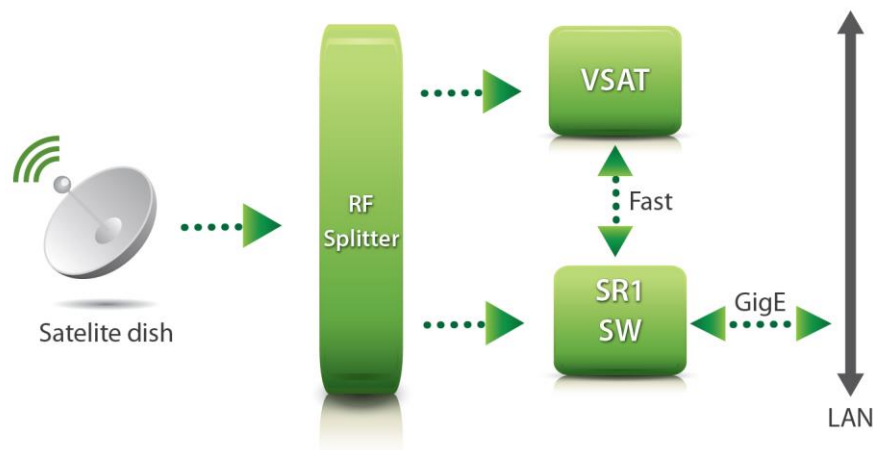 VSAT
RF
Splitter
Fast
SR1
SW
GigE
Satelite dish
LAN